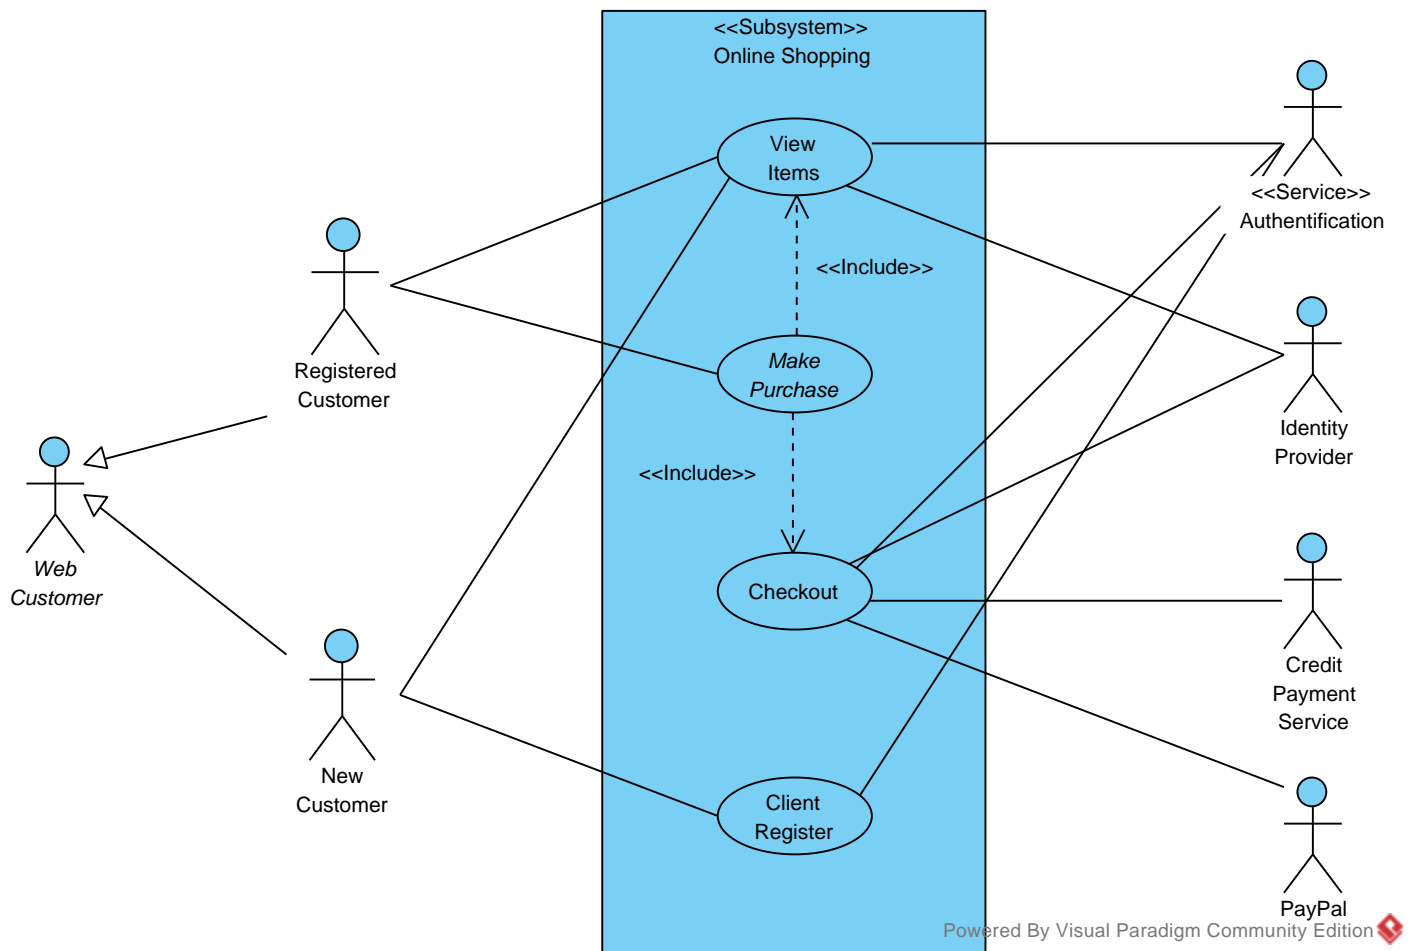 <<Subsystem>>
Online Shopping
View
Items
<<Service>>
Authentification
<<Include>>
Registered
Customer
Make
Purchase
Identity
Provider
<<Include>>
Web
Customer
Checkout
Credit
Payment
Service
New
Customer
Client
Register
PayPal
Powered By Visual Paradigm Community Edition